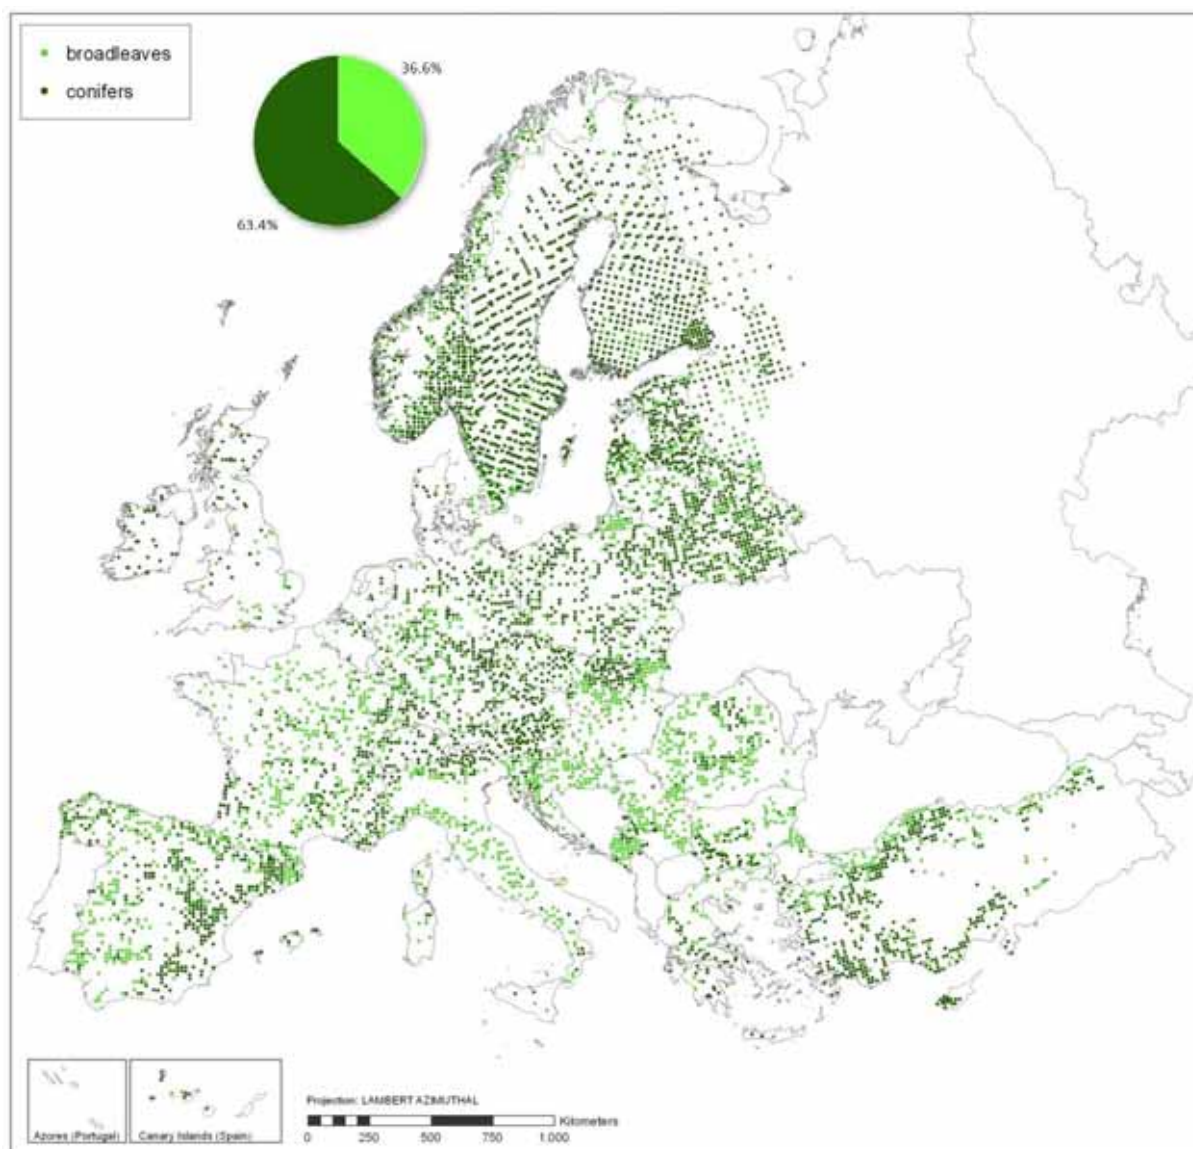 broadleaves
conifers
36.6%
63.4%
Azores (Portugal)
Canary Islands (Spain)
Projection: LAMBERT AZIMUTHAL
Kilometers
0 250 500 750 1.000